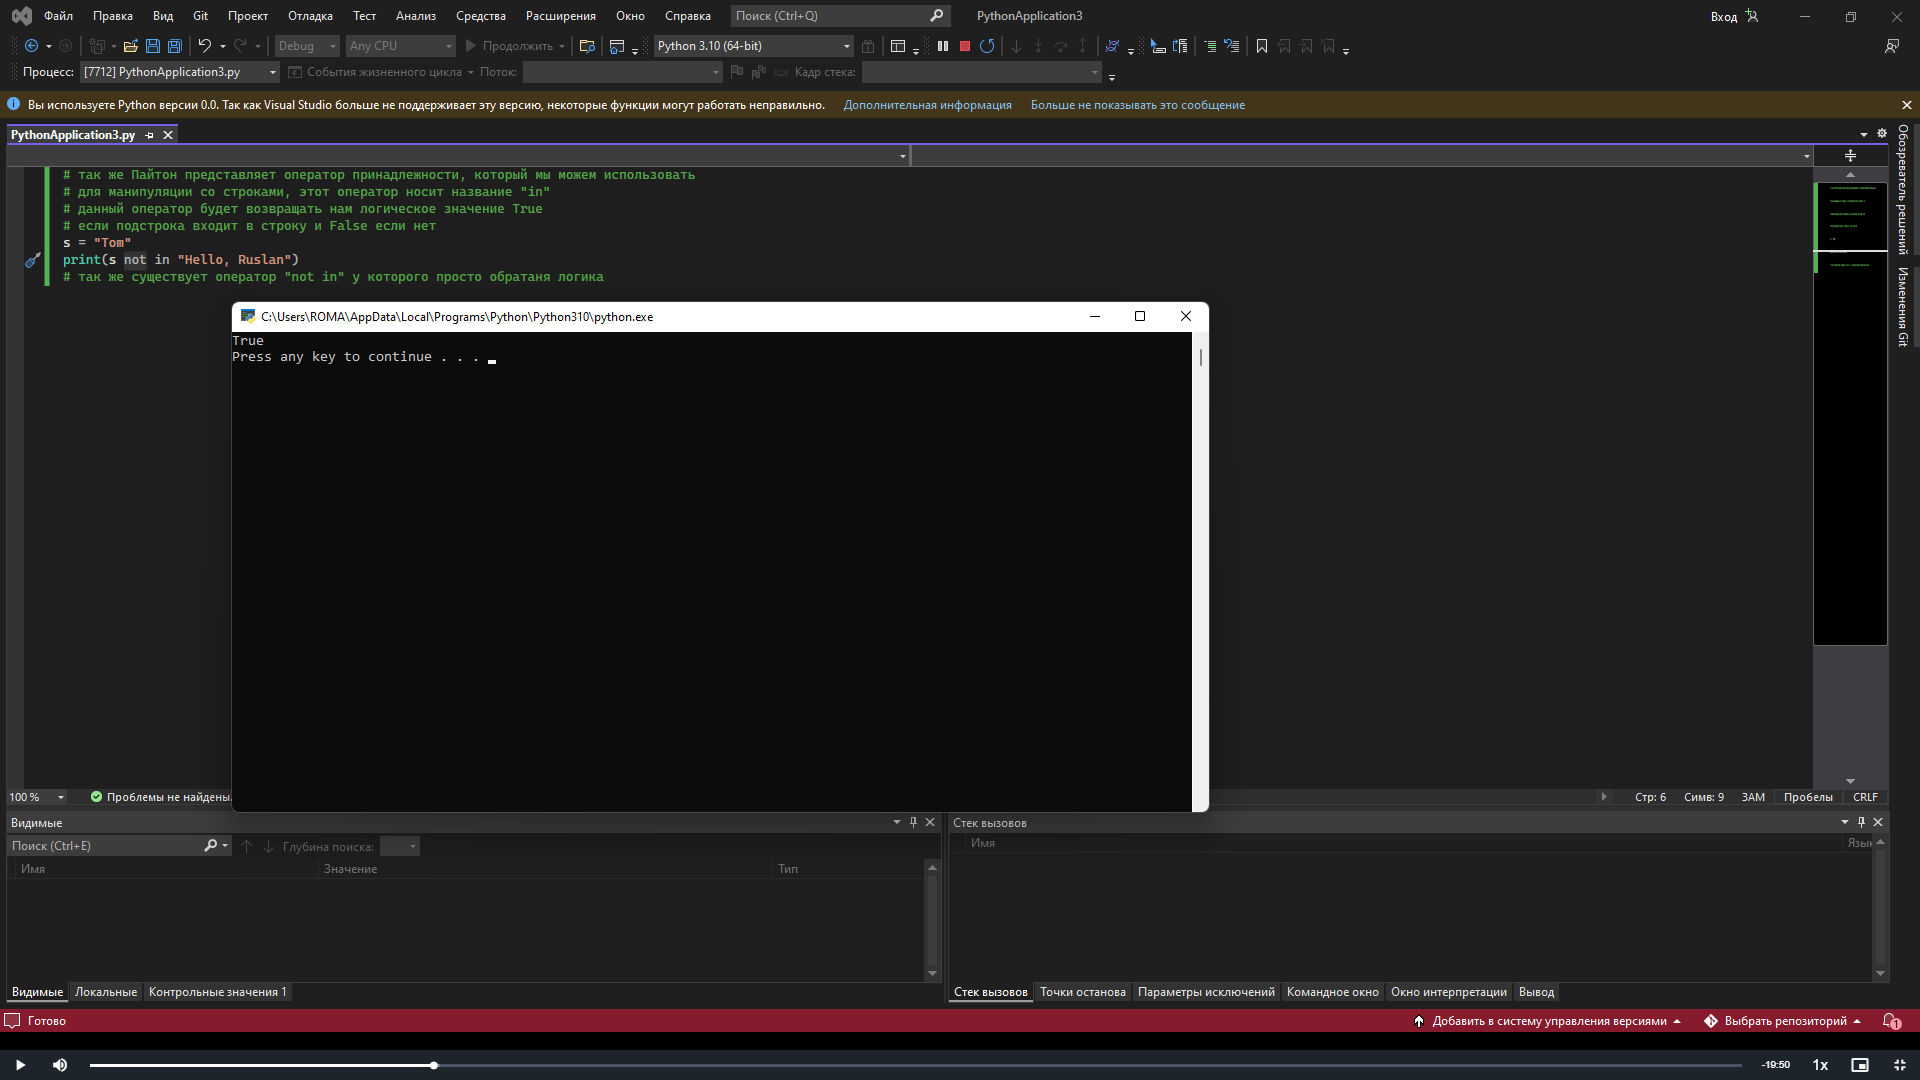 Файл Правка Вид Git Проект Отладка Тест Анализ Средства Расширения Окно Справка Поиск (Ctrl+Q) PythonApplication3 Вход
Debug Any CPU Продолжить Python 3.10 (64-bit)
Процесс: [7712] PythonApplication3.py События жизненного цикла Поток: Кадр стека:
Вы используете Python версии 0.0. Так как Visual Studio больше не поддерживает эту версию, некоторые функции могут работать неправильно. Дополнительная информация Больше не показывать это сообщение
PythonApplication3.py
# так же Пайтон представляет оператор принадлежности, который мы можем использовать
# для манипуляции со строками, этот оператор носит название "in"
# данный оператор будет возвращать нам логическое значение True
# если подстрока входит в строку и False если нет
s = "Tom"
print(s not in "Hello, Ruslan")
# так же существует оператор "not in" у которого просто обратаня логика
Обозреватель решений
Изменения Git
C:\Users\ROMA\AppData\Local\Programs\Python\Python310\python.exe
True
Press any key to continue . . .
100 % Проблемы не найдены. Стр: 6 Симв: 9 ЗАМ Пробелы CRLF
Видимые
Поиск (Ctrl+E) Глубина поиска:
Имя Значение Тип
Видимые Локальные Контрольные значения 1
Стек вызовов
Имя Язык
Стек вызовов Точки останова Параметры исключений Командное окно Окно интерпретации Вывод
Готово Добавить в систему управления версиями Выбрать репозиторий 1
-19:50 1x